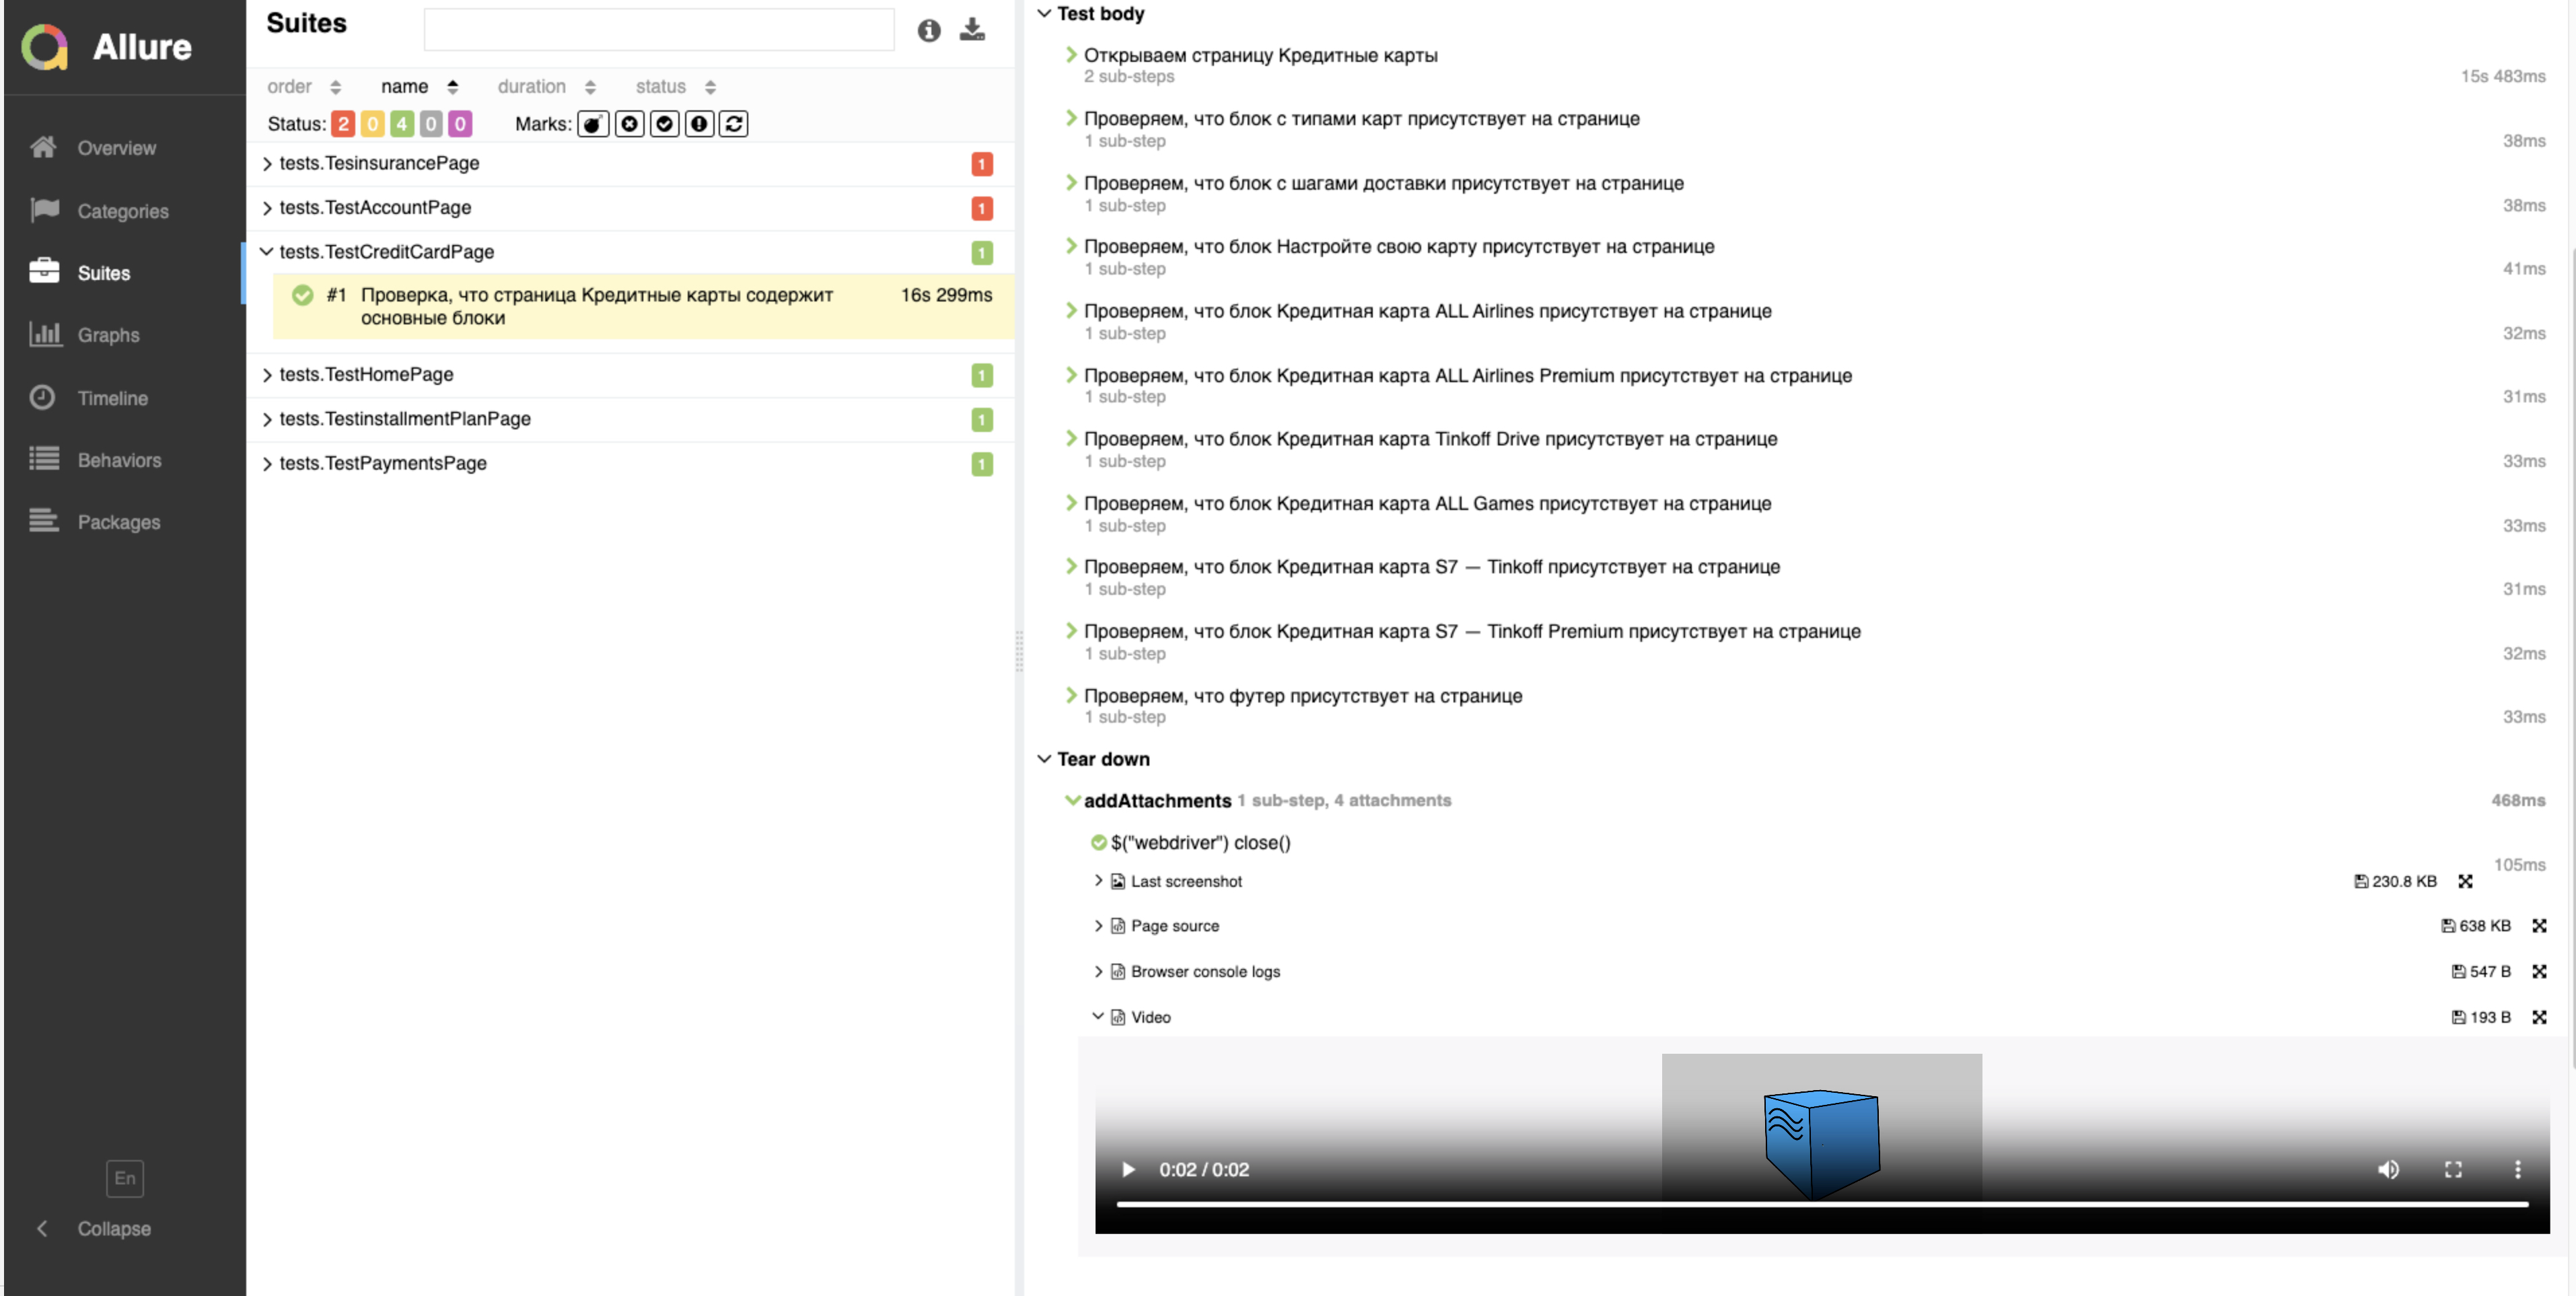 Allure
Overview
Categories
Suites
Graphs
Timeline
Behaviors
Packages
En
Collapse
Suites
order name duration status
Status: 2 0 4 0 0 Marks:
tests.TesinsurancePage 1
tests.TestAccountPage 1
tests.TestCreditCardPage 1
#1 Проверка, что страница Кредитные карты содержит 16s 299ms
основные блоки
tests.TestHomePage 1
tests.TestinstallmentPlanPage 1
tests.TestPaymentsPage 1
Test body
Открываем страницу Кредитные карты
2 sub-steps 15s 483ms
Проверяем, что блок с типами карт присутствует на странице
1 sub-step 38ms
Проверяем, что блок с шагами доставки присутствует на странице
1 sub-step 38ms
Проверяем, что блок Настройте свою карту присутствует на странице
1 sub-step 41ms
Проверяем, что блок Кредитная карта ALL Airlines присутствует на странице
1 sub-step 32ms
Проверяем, что блок Кредитная карта ALL Airlines Premium присутствует на странице
1 sub-step 31ms
Проверяем, что блок Кредитная карта Tinkoff Drive присутствует на странице
1 sub-step 33ms
Проверяем, что блок Кредитная карта ALL Games присутствует на странице
1 sub-step 33ms
Проверяем, что блок Кредитная карта S7 — Tinkoff присутствует на странице
1 sub-step 31ms
Проверяем, что блок Кредитная карта S7 — Tinkoff Premium присутствует на странице
1 sub-step 32ms
Проверяем, что футер присутствует на странице
1 sub-step 33ms
Tear down
addAttachments 1 sub-step, 4 attachments 468ms
$("webdriver") close()
105ms
Last screenshot 230.8 KB
Page source 638 KB
Browser console logs 547 B
Video 193 B
0:02 / 0:02